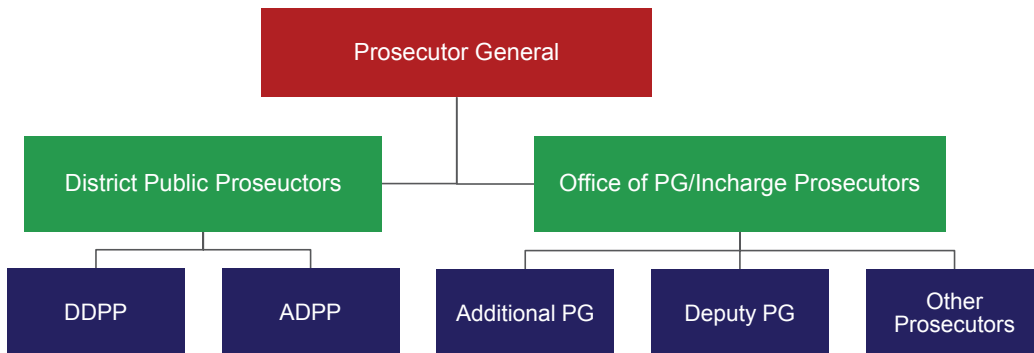 Prosecutor General
District Public Proseuctors
Office of PG/Incharge Prosecutors
DDPP
ADPP
Additional PG
Deputy PG
Other
Prosecutors